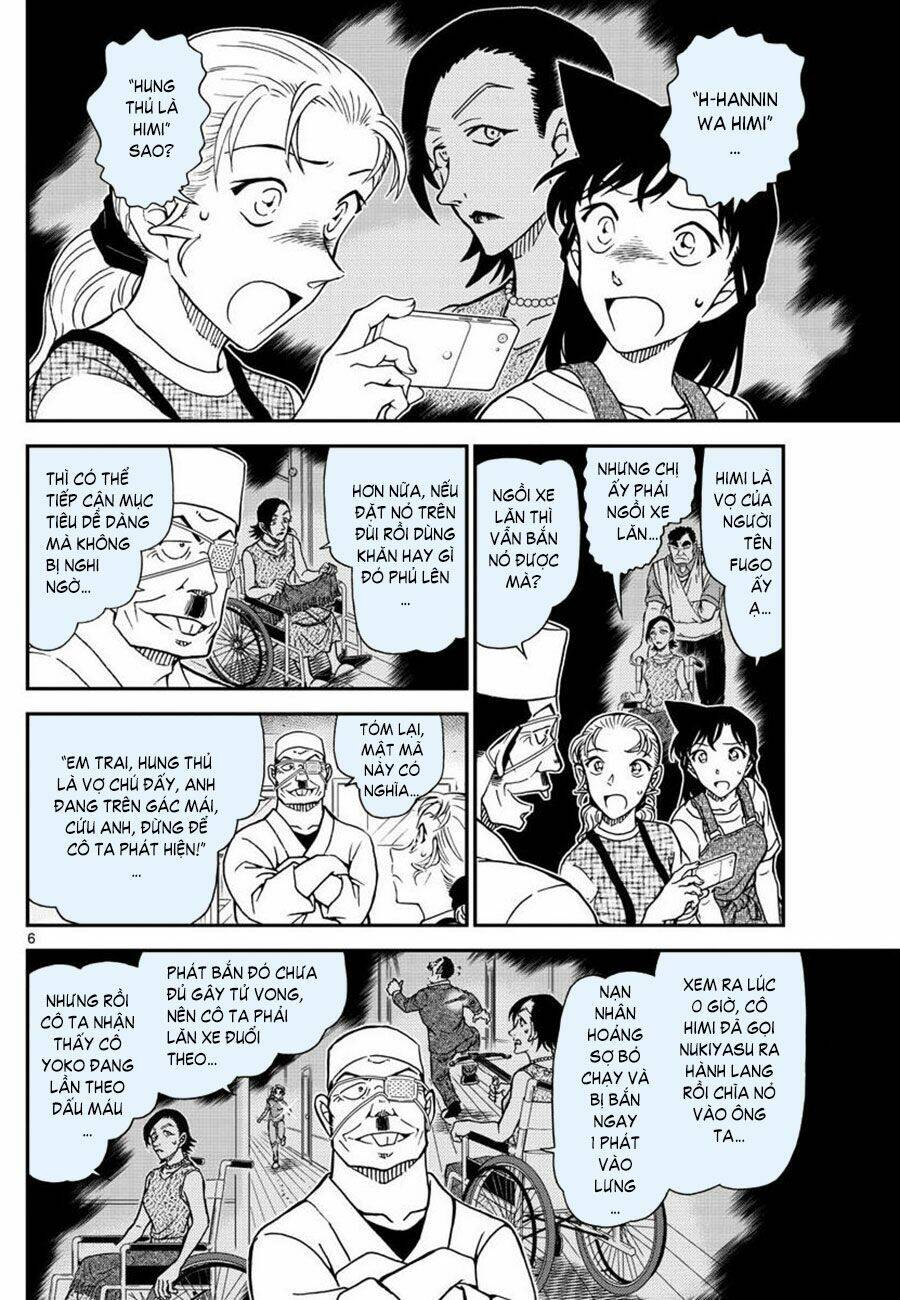 "H-HANNIN
WA HIMI"
...
"HUNG
THỦ LÀ
HIMI"
SAO?
HIMI LÀ
VỢ CỦA
NGƯỜI
TÊN
FUGO
ẤY
Ạ...
NHƯNG CHỊ
ẤY PHẢI
NGỒI XE
LĂN...
NGỒI XE
LĂN THÌ
VẪN BẮN
NÓ ĐƯỢC
MÀ?
HƠN NỮA, NẾU
ĐẶT NÓ TRÊN
ĐÙI RỒI DÙNG
KHĂN HAY GÌ
ĐÓ PHỦ LÊN
...
THÌ CÓ THỂ
TIẾP CẬN MỤC
TIÊU DỄ DÀNG
MÀ KHÔNG
BỊ NGHI
NGỜ...
TÓM LẠI,
MẬT MÃ
NÀY CÓ
NGHĨA...
"EM TRAI, HUNG THỦ
LÀ VỢ CHÚ ĐẤY, ANH
ĐANG TRÊN GÁC MÁI,
CỨU ANH, ĐỪNG ĐỂ
CÔ TA PHÁT HIỆN!"
...
6
XEM RA LÚC
0 GIỜ, CÔ
HIMI ĐÃ GỌI
NUKIYASU RA
HÀNH LANG
RỒI CHĨA NÓ
VÀO ÔNG
TA...
NẠN
NHÂN
HOẢNG
SỢ BỎ
CHẠY VÀ
BỊ BẮN
NGAY
1 PHÁT
VÀO
LƯNG
...
PHÁT BẮN ĐÓ CHƯA
ĐỦ GÂY TỬ VONG,
NÊN CÔ TA PHẢI
LĂN XE ĐUỔI
THEO...
NHƯNG RỒI
CÔ TA NHẬN
THẤY CÔ
YOKO ĐANG
LẦN THEO
DẤU MÁU
...